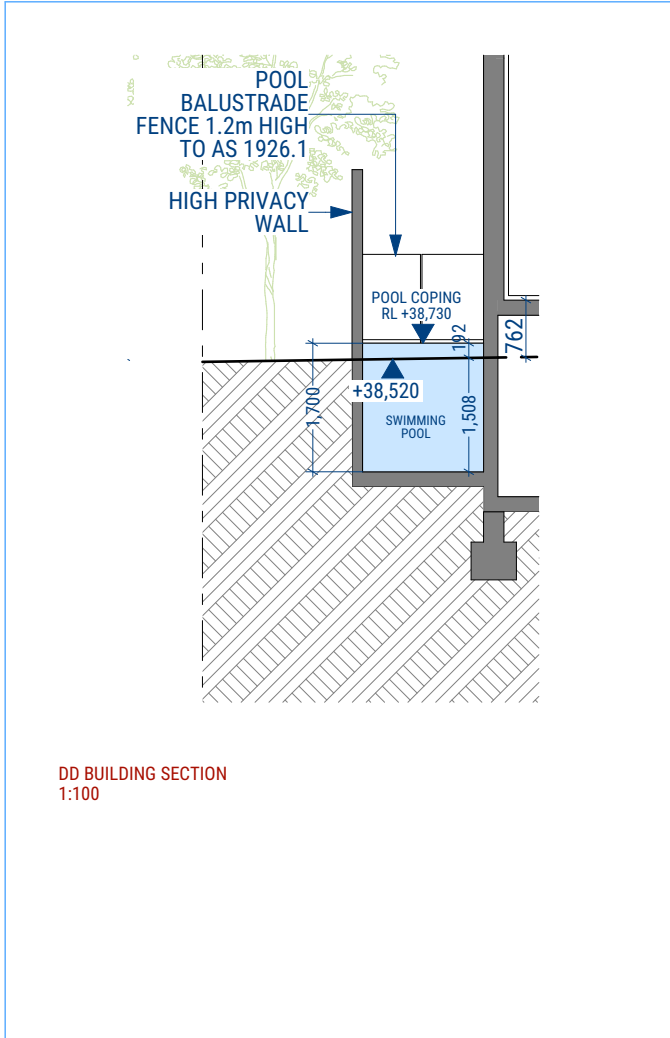 POOL
BALUSTRADE
FENCE 1.2m HIGH
TO AS 1926.1
HIGH PRIVACY
WALL
POOL COPING
RL +38,730
192
762
+38,520
1,700
1,508
SWIMMING
POOL
DD BUILDING SECTION
1:100